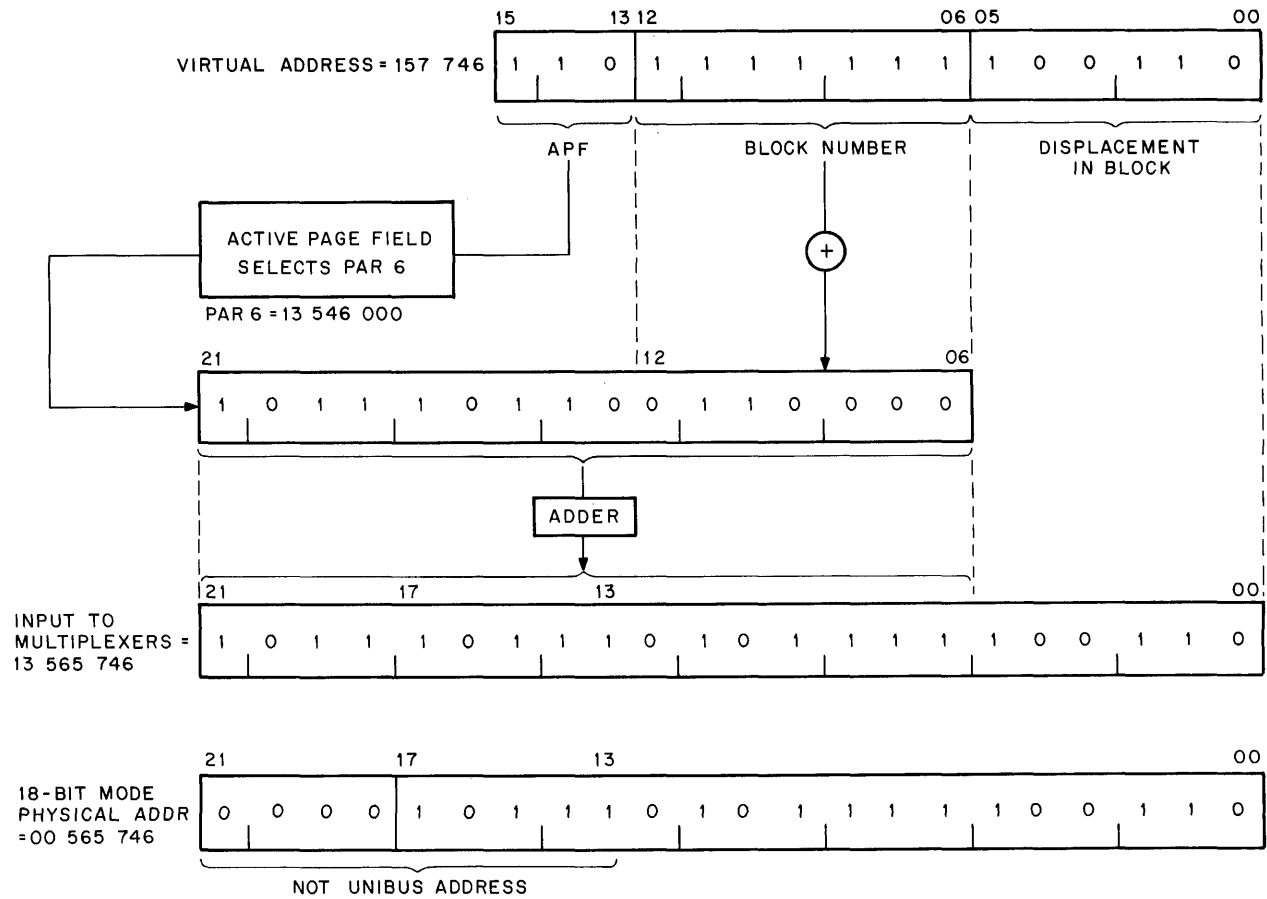 15 13 12 06 05 00
VIRTUAL ADDRESS = 157 746 1 1 0 1 1 1 1 1 1 1 1 0 0 1 1 0
APF
BLOCK NUMBER
DISPLACEMENT
IN BLOCK
ACTIVE PAGE FIELD
SELECTS PAR 6
+
PAR 6 = 13 546 000
21 12 06
1 0 1 1 1 0 1 1 0 0 1 1 0 0 0 0
ADDER
21 17 13 00
INPUT TO
MULTIPLEXERS =
13 565 746
1 0 1 1 1 0 1 1 1 0 1 0 1 1 1 1 1 0 0 1 1 0
21 17 13 00
18-BIT MODE
PHYSICAL ADDR
=00 565 746
0 0 0 0 1 0 1 1 1 0 1 0 1 1 1 1 1 0 0 1 1 0
NOT UNIBUS ADDRESS